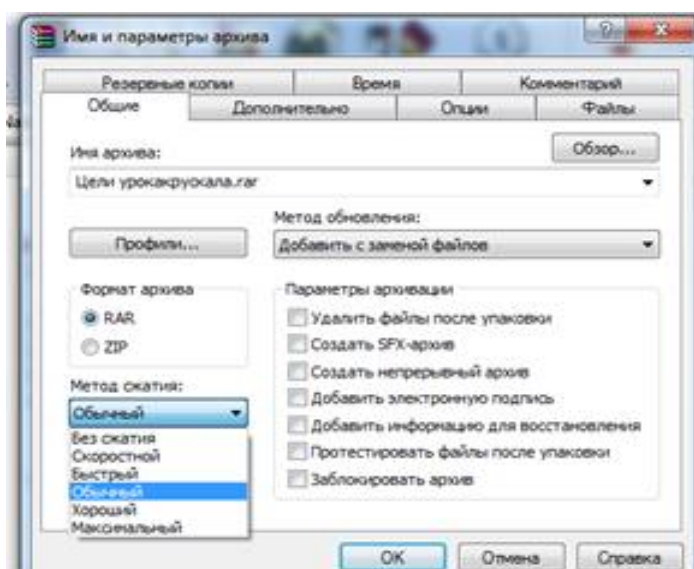 Имя и параметры архива
Резервные копии Время Комментарий
Общие Дополнительно Опции Файлы
Имя архива:
Обзор...
Цели урокакрускала.rar
Метод обновления:
Профили...
Добавить с заменой файлов
Формат архива
RAR
ZIP
Метод сжатия:
Обычный
Без сжатия
Скоростной
Быстрый
Обычный
Хороший
Максимальный
Параметры архивации
Удалить файлы после упаковки
Создать SFX-архив
Создать непрерывный архив
Добавить электронную подпись
Добавить информацию для восстановления
Протестировать файлы после упаковки
Заблокировать архив
OK Отмена Справка